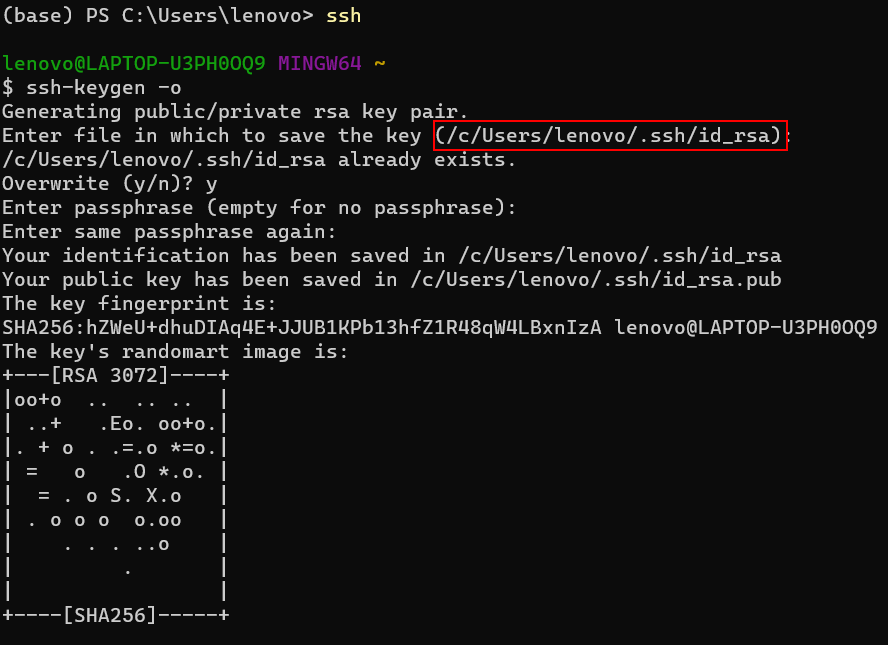 (base) PS C:\Users\lenovo> ssh
lenovo@LAPTOP-U3PH0OQ9 MINGW64 ~
$ ssh-keygen -o
Generating public/private rsa key pair.
Enter file in which to save the key (/c/Users/lenovo/.ssh/id_rsa):
/c/Users/lenovo/.ssh/id_rsa already exists.
Overwrite (y/n)? y
Enter passphrase (empty for no passphrase):
Enter same passphrase again:
Your identification has been saved in /c/Users/lenovo/.ssh/id_rsa
Your public key has been saved in /c/Users/lenovo/.ssh/id_rsa.pub
The key fingerprint is:
SHA256:hZWeU+dhuDIAq4E+JJUB1KPb13hfZ1R48qW4LBxnIzA lenovo@LAPTOP-U3PH0OQ9
The key's randomart image is:
+---[RSA 3072]----+
|oo+o  ..  .. ..  |
| ..+   .Eo. oo+o.|
|. + o . .=.o *=o.|
| =   o   .O *.o. |
|  = . o S. X.o   |
| . o o o  o.oo   |
|    . . . ..o    |
|         .       |
|                 |
+----[SHA256]-----+